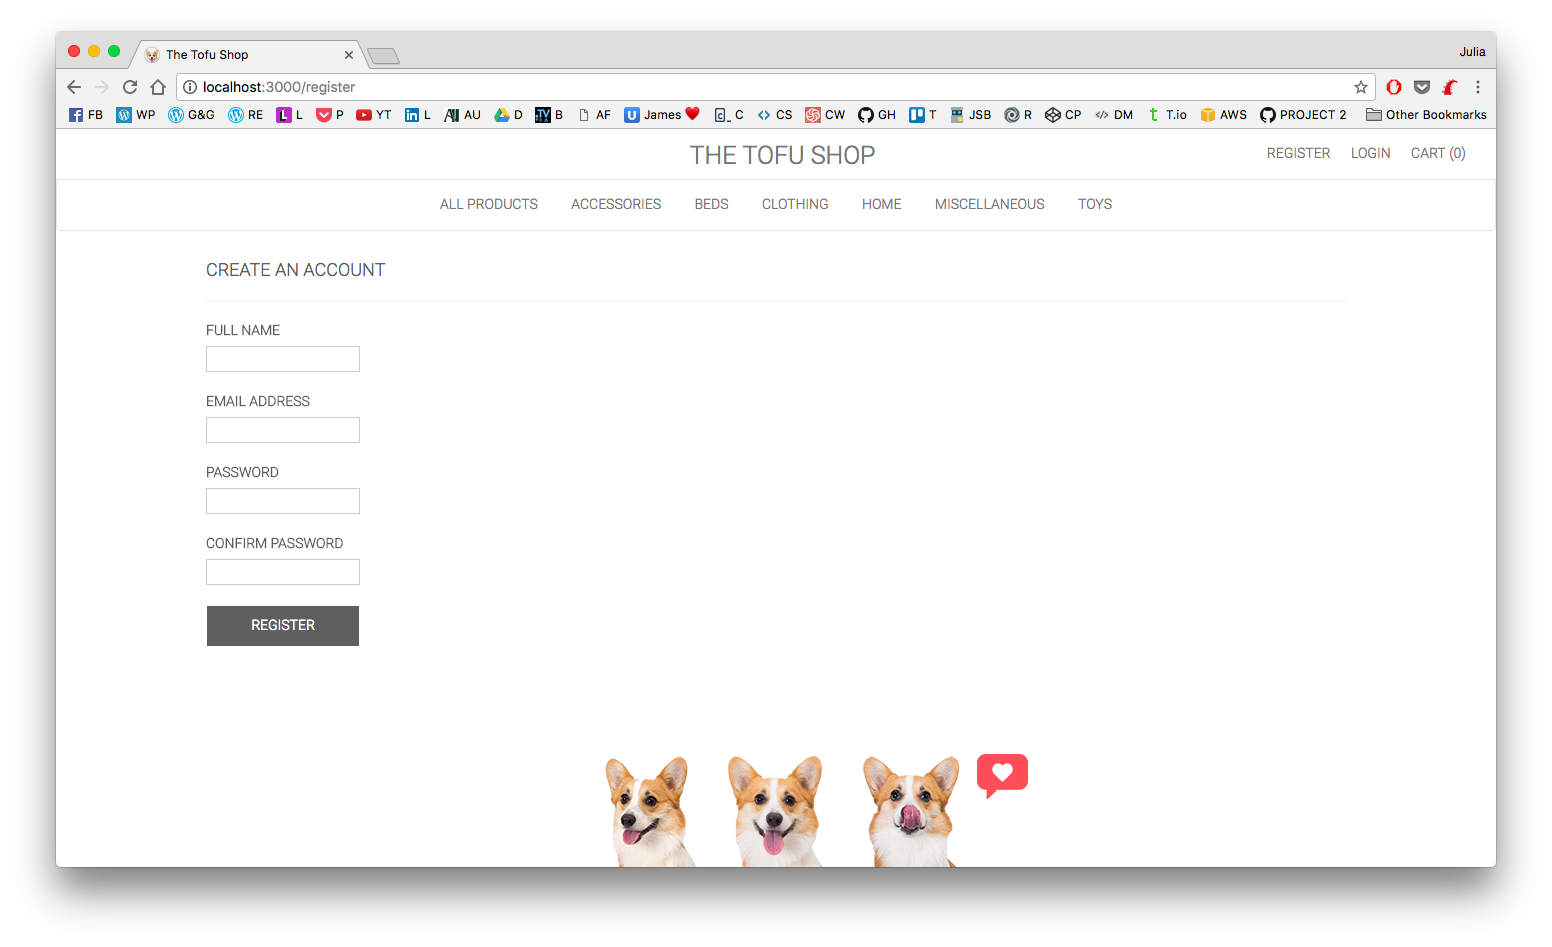 The Tofu Shop
Julia
localhost:3000/register
FB WP G&G RE L P YT L AU D B AF James C CS CW GH T JSB R CP DM T.io AWS PROJECT 2 Other Bookmarks
THE TOFU SHOP
REGISTER LOGIN CART (0)
ALL PRODUCTS ACCESSORIES BEDS CLOTHING HOME MISCELLANEOUS TOYS
CREATE AN ACCOUNT
FULL NAME
EMAIL ADDRESS
PASSWORD
CONFIRM PASSWORD
REGISTER